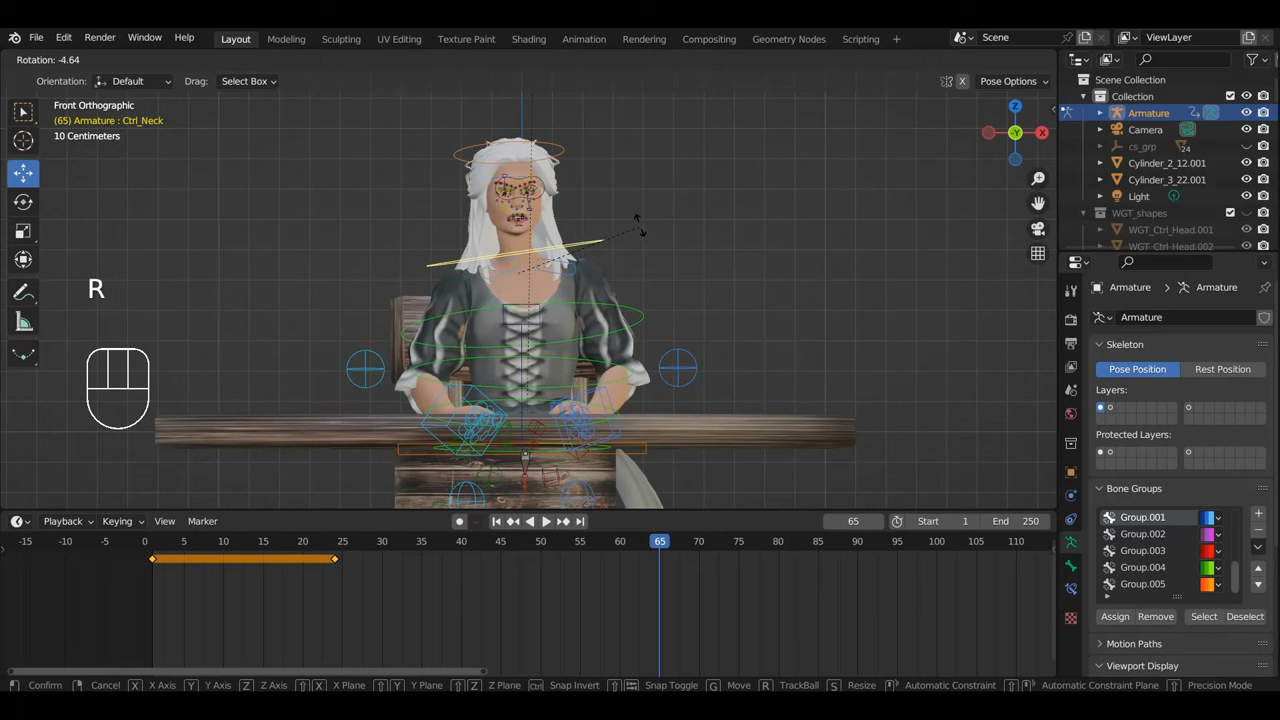 File Edit Render Window Help Layout Modeling Sculpting UV Editing Texture Paint Shading Animation Rendering Compositing Geometry Nodes Scripting + Scene ViewLayer
Rotation: -4.64
Orientation: Default Drag: Select Box X Pose Options
Front Orthographic
(65) Armature : Ctrl_Neck
10 Centimeters
Z
X
-Y
R
Scene Collection
Collection
Armature
Camera
cs_grp 24
Cylinder_2_12.001
Cylinder_3_22.001
Light
WGT_shapes
WGT_Ctrl_Head.001
WGT_Ctrl_Head.002
Armature > Armature
Armature
Skeleton
Pose Position Rest Position
Layers:
Protected Layers:
Bone Groups
Group.001
Group.002
Group.003
Group.004
Group.005
Assign Remove Select Deselect
Motion Paths
Viewport Display
Playback Keying View Marker 65 Start 1 End 250
-15 -10 -5 0 5 10 15 20 25 30 35 40 45 50 55 60 65 70 75 80 85 90 95 100 105 110
Confirm Cancel X X Axis Y Y Axis Z Z Axis X X Plane Y Y Plane Z Z Plane Ctrl Snap Invert Snap Toggle G Move R TrackBall S Resize Automatic Constraint Automatic Constraint Plane Precision Mode